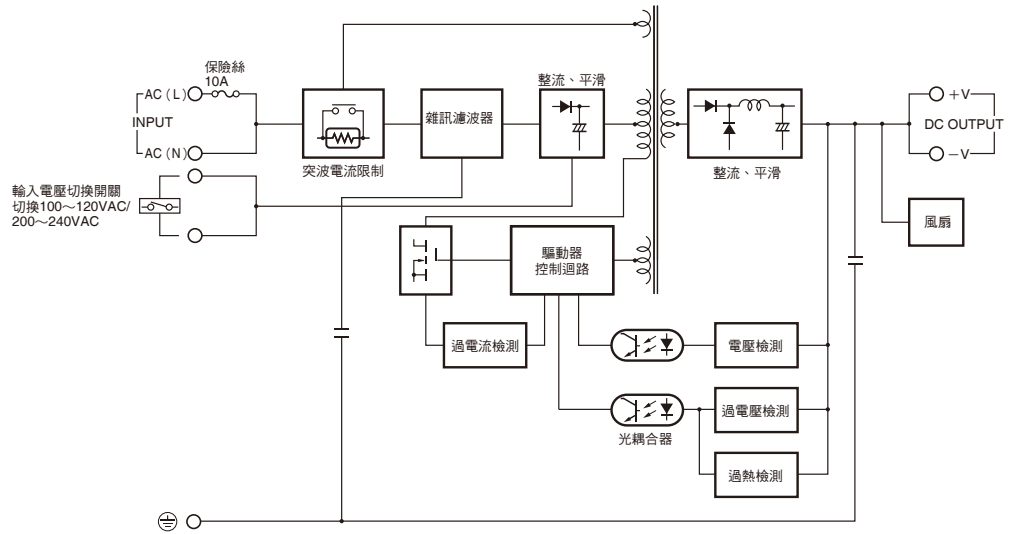 保險絲
10A
AC（L）
INPUT
AC（N）
輸入電壓切換開關
切換100～120VAC/
200～240VAC
突波電流限制
雜訊濾波器
整流、平滑
整流、平滑
＋V
DC OUTPUT
－V
風扇
驅動器
控制迴路
過電流檢測
電壓檢測
過電壓檢測
光耦合器
過熱檢測